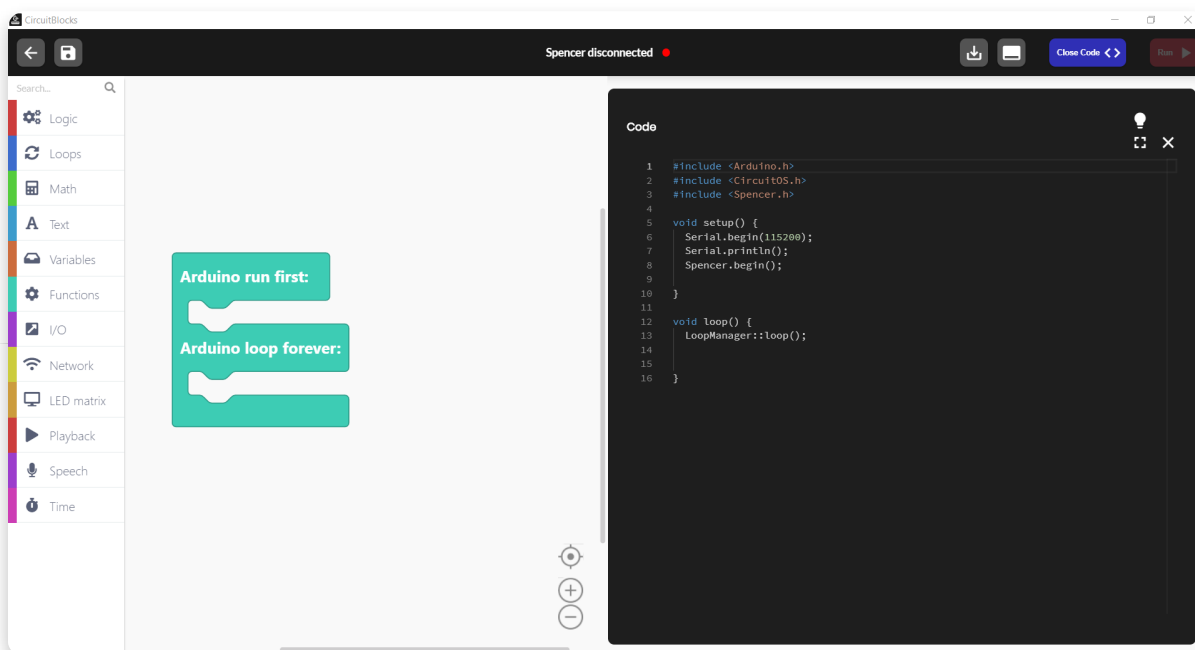 CircuitBlocks
Spencer disconnected
Close Code
Run
Search...
Logic
Loops
Math
Text
Variables
Functions
I/O
Network
LED matrix
Playback
Speech
Time
Arduino run first:
Arduino loop forever:
Code
1 #include <Arduino.h>
2 #include <CircuitOS.h>
3 #include <Spencer.h>
4
5 void setup() {
6 Serial.begin(115200);
7 Serial.println();
8 Spencer.begin();
9
10 }
11
12 void loop() {
13 LoopManager::loop();
14
15
16 }